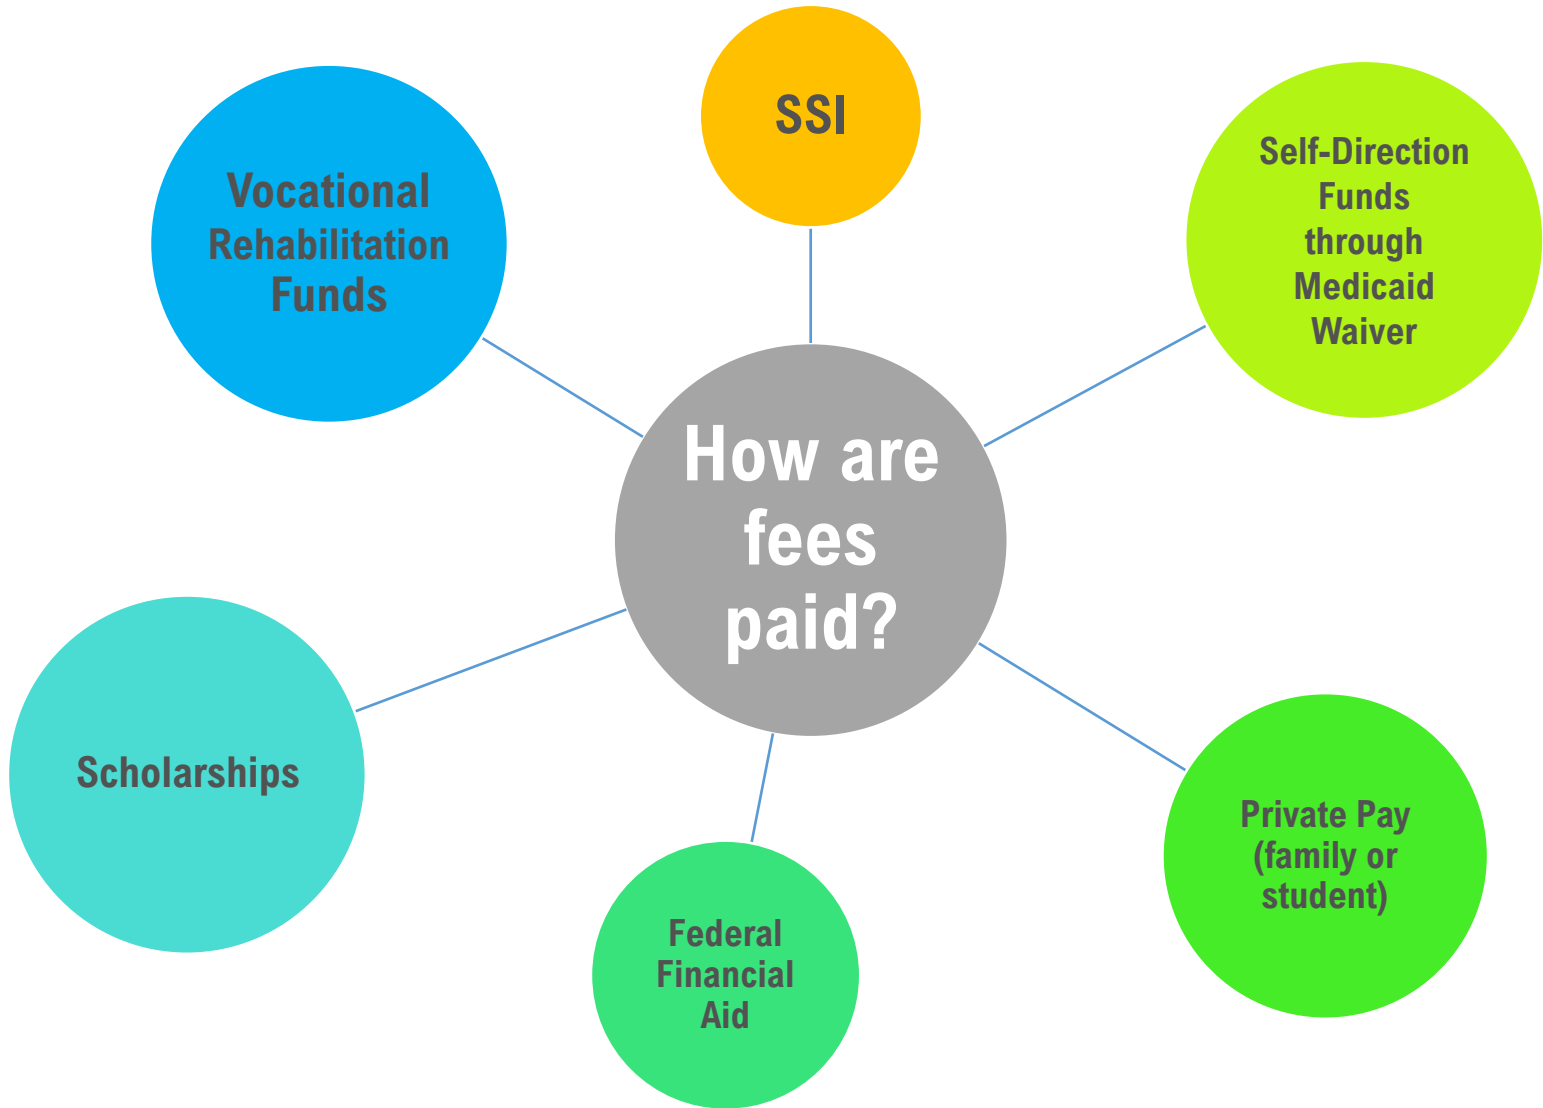 SSI
Vocational
Rehabilitation
Funds
Self-Direction
Funds
through
Medicaid
Waiver
How are
fees
paid?
Scholarships
Private Pay
(family or
student)
Federal
Financial
Aid